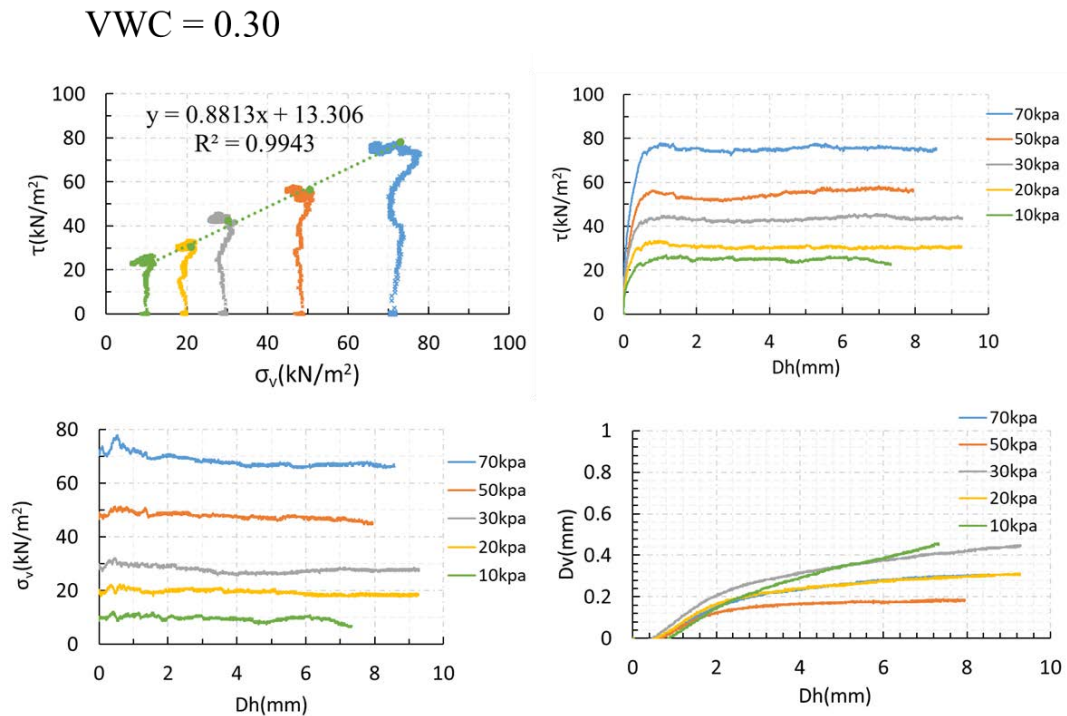 VWC = 0.30
100
80
60
40
20
0
τ(kN/m²)
y = 0.8813x + 13.306
R² = 0.9943
0 20 40 60 80 100
σᵥ(kN/m²)
100
80
60
40
20
0
τ(kN/m²)
70kpa
50kpa
30kpa
20kpa
10kpa
0 2 4 6 8 10
Dh(mm)
80
60
40
20
0
σᵥ(kN/m²)
70kpa
50kpa
30kpa
20kpa
10kpa
0 2 4 6 8 10
Dh(mm)
1
0.8
0.6
0.4
0.2
0
Dv(mm)
70kpa
50kpa
30kpa
20kpa
10kpa
0 2 4 6 8 10
Dh(mm)